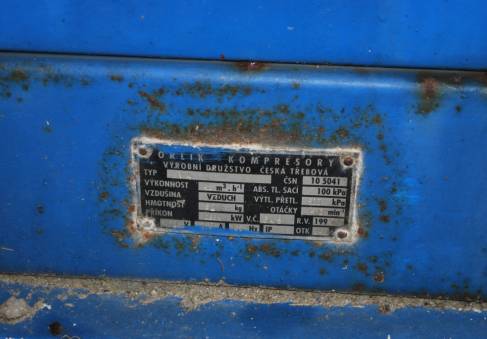 ORLIK - KOMPRESORY
VÝROBNÍ DRUŽSTVO ČESKÁ TŘEBOVÁ
TYP ČSN 10 5041
VÝKONNOST m³·h⁻¹ ABS. TL. SACÍ 100 kPa
VZDUŠINA VZDUCH VÝTL. PŘETL. kPa
HMOTNOST kg OTÁČKY min⁻¹
PŘÍKON kW V.Č. R.V. 199
V A Hz IP OTK